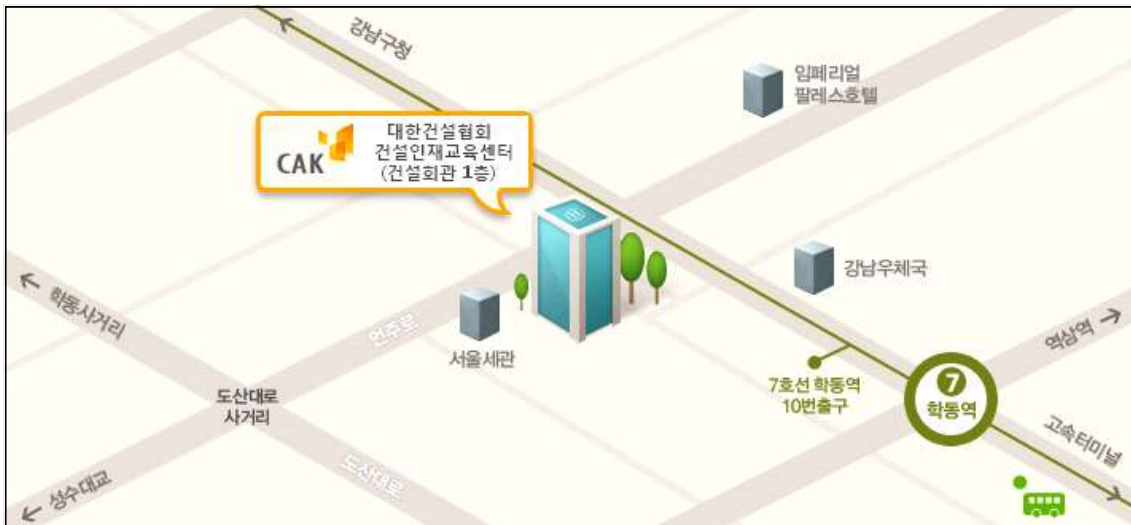 강남구청
임페리얼
팰레스호텔
CAK
대한건설협회
건설인재교육센터
(건설회관 1층)
강남우체국
학동사거리
언주로
서울세관
역삼역
7호선 학동역
10번출구
7
학동역
도산대로
사거리
고속터미널
성수대교
도산대로